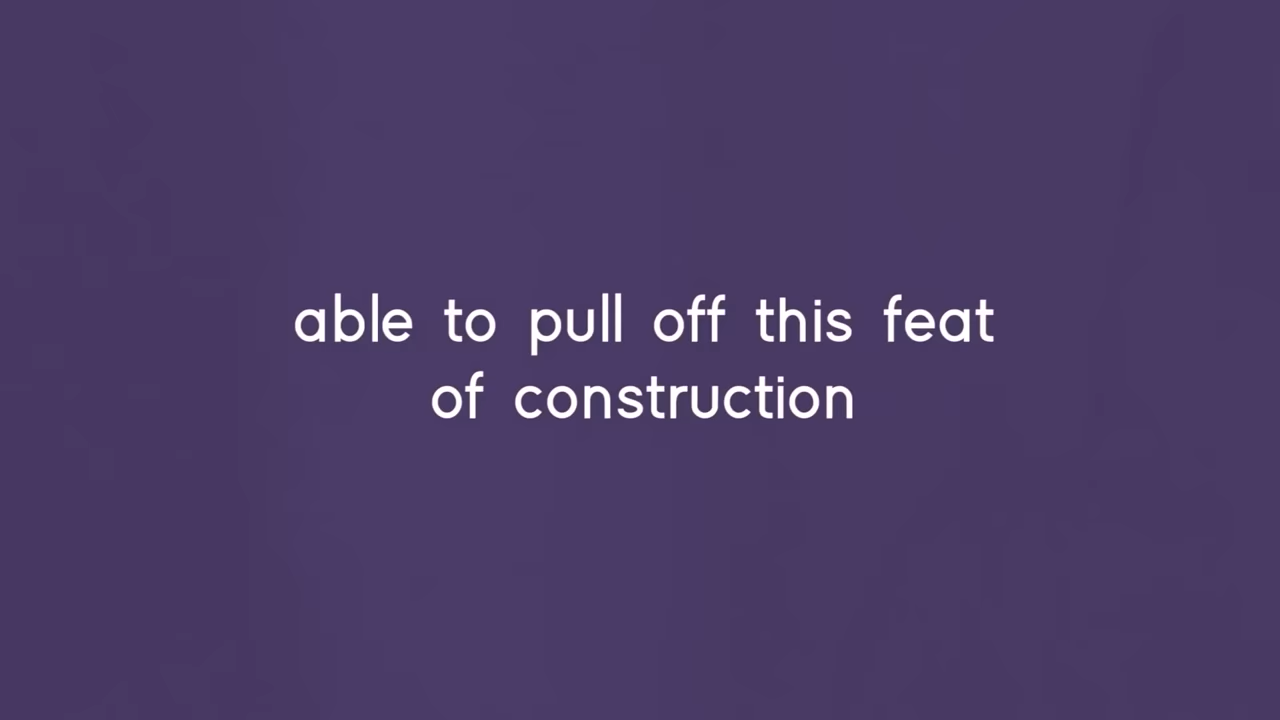 able to pull off this feat
of construction